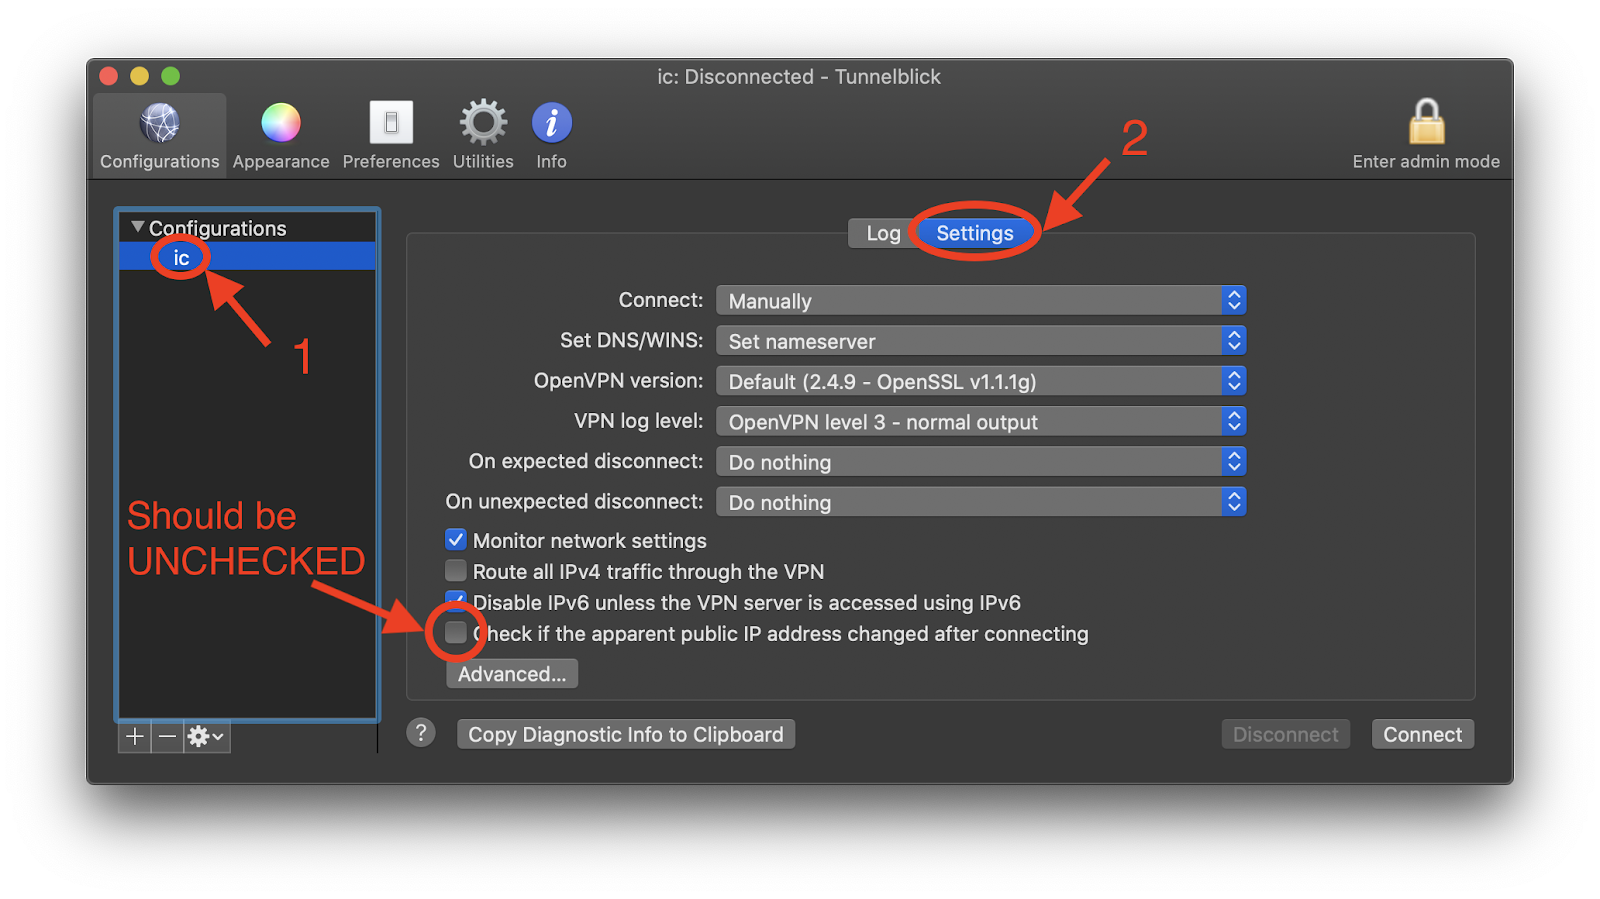 ic: Disconnected - Tunnelblick
Configurations Appearance Preferences Utilities Info Enter admin mode
2
Configurations
ic
1
Log Settings
Connect: Manually
Set DNS/WINS: Set nameserver
OpenVPN version: Default (2.4.9 - OpenSSL v1.1.1g)
VPN log level: OpenVPN level 3 - normal output
On expected disconnect: Do nothing
On unexpected disconnect: Do nothing
Should be
UNCHECKED
Monitor network settings
Route all IPv4 traffic through the VPN
Disable IPv6 unless the VPN server is accessed using IPv6
Check if the apparent public IP address changed after connecting
Advanced...
? Copy Diagnostic Info to Clipboard Disconnect Connect